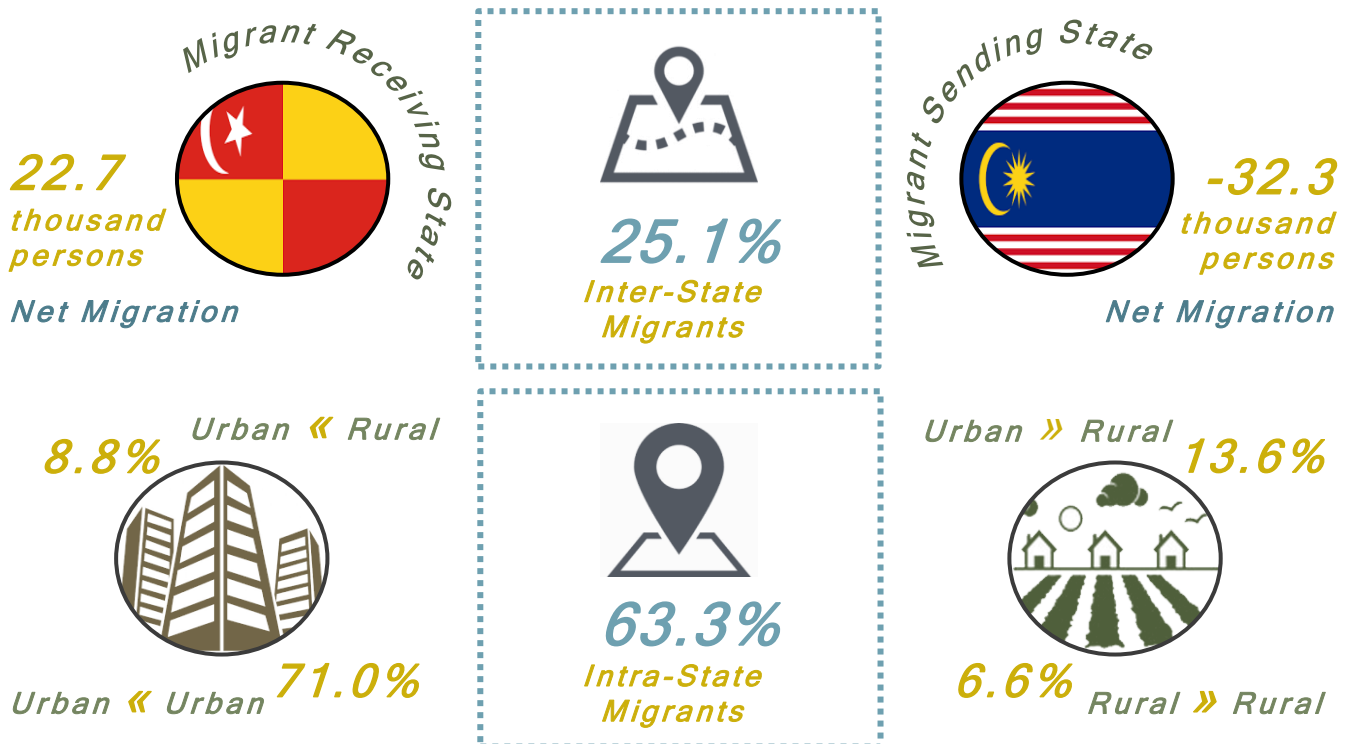 Migrant Receiving State
22.7
thousand
persons
Net Migration
25.1%
Inter-State
Migrants
Migrant Sending State
-32.3
thousand
persons
Net Migration
Urban « Rural
8.8%
71.0%
Urban « Urban
63.3%
Intra-State
Migrants
Urban » Rural
13.6%
6.6%
Rural » Rural